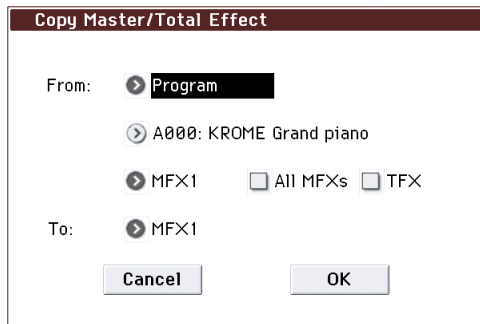 Copy Master/Total Effect
From: Program
A000: KROME Grand piano
MFX1 All MFXs TFX
To: MFX1
Cancel OK